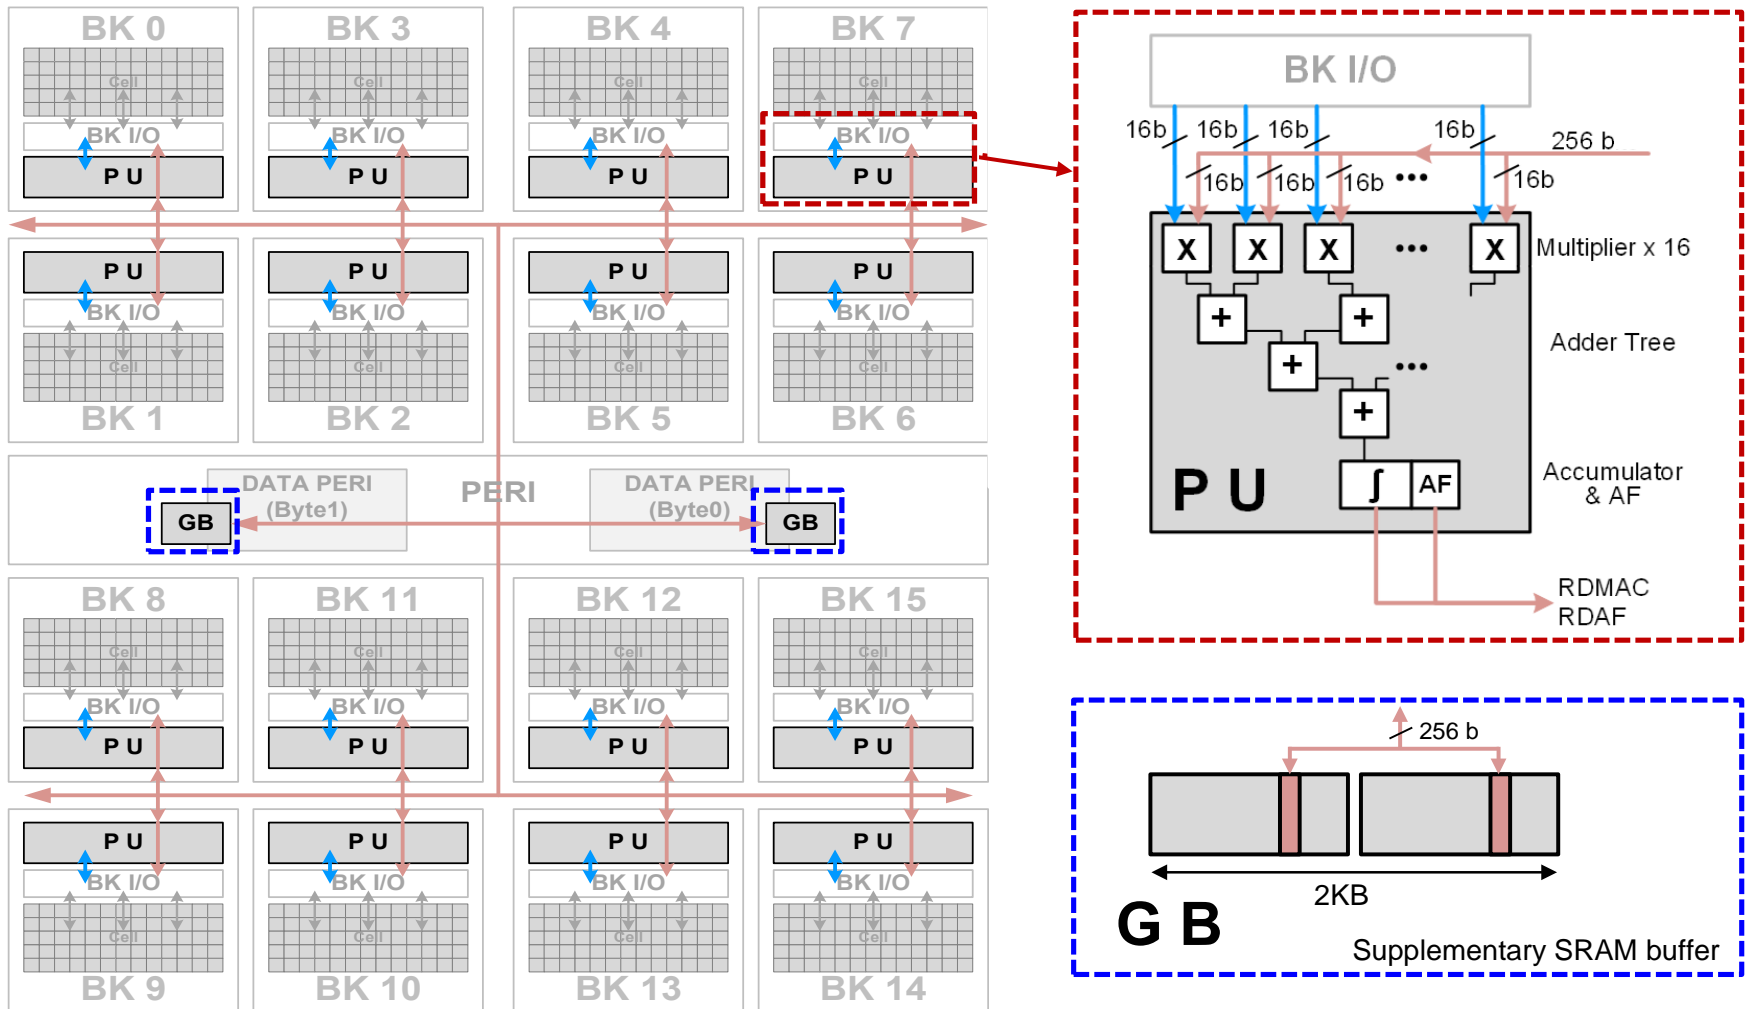 BK 0
BK 3
BK 4
BK 7
Cell
Cell
Cell
Cell
BK I/O
BK I/O
BK I/O
BK I/O
P U
P U
P U
P U
P U
P U
P U
P U
BK I/O
BK I/O
BK I/O
BK I/O
Cell
Cell
Cell
Cell
BK 1
BK 2
BK 5
BK 6
DATA PERI
(Byte1)
PERI
DATA PERI
(Byte0)
GB
GB
BK 8
BK 11
BK 12
BK 15
Cell
Cell
Cell
Cell
BK I/O
BK I/O
BK I/O
BK I/O
P U
P U
P U
P U
P U
P U
P U
P U
BK I/O
BK I/O
BK I/O
BK I/O
Cell
Cell
Cell
Cell
BK 9
BK 10
BK 13
BK 14
BK I/O
16b
16b
16b
16b
256 b
16b
16b
16b
•••
16b
X
X
X
•••
X
Multiplier x 16
+
+
Adder Tree
+
•••
+
P U
∫
AF
Accumulator
& AF
RDMAC
RDAF
256 b
2KB
G B
Supplementary SRAM buffer